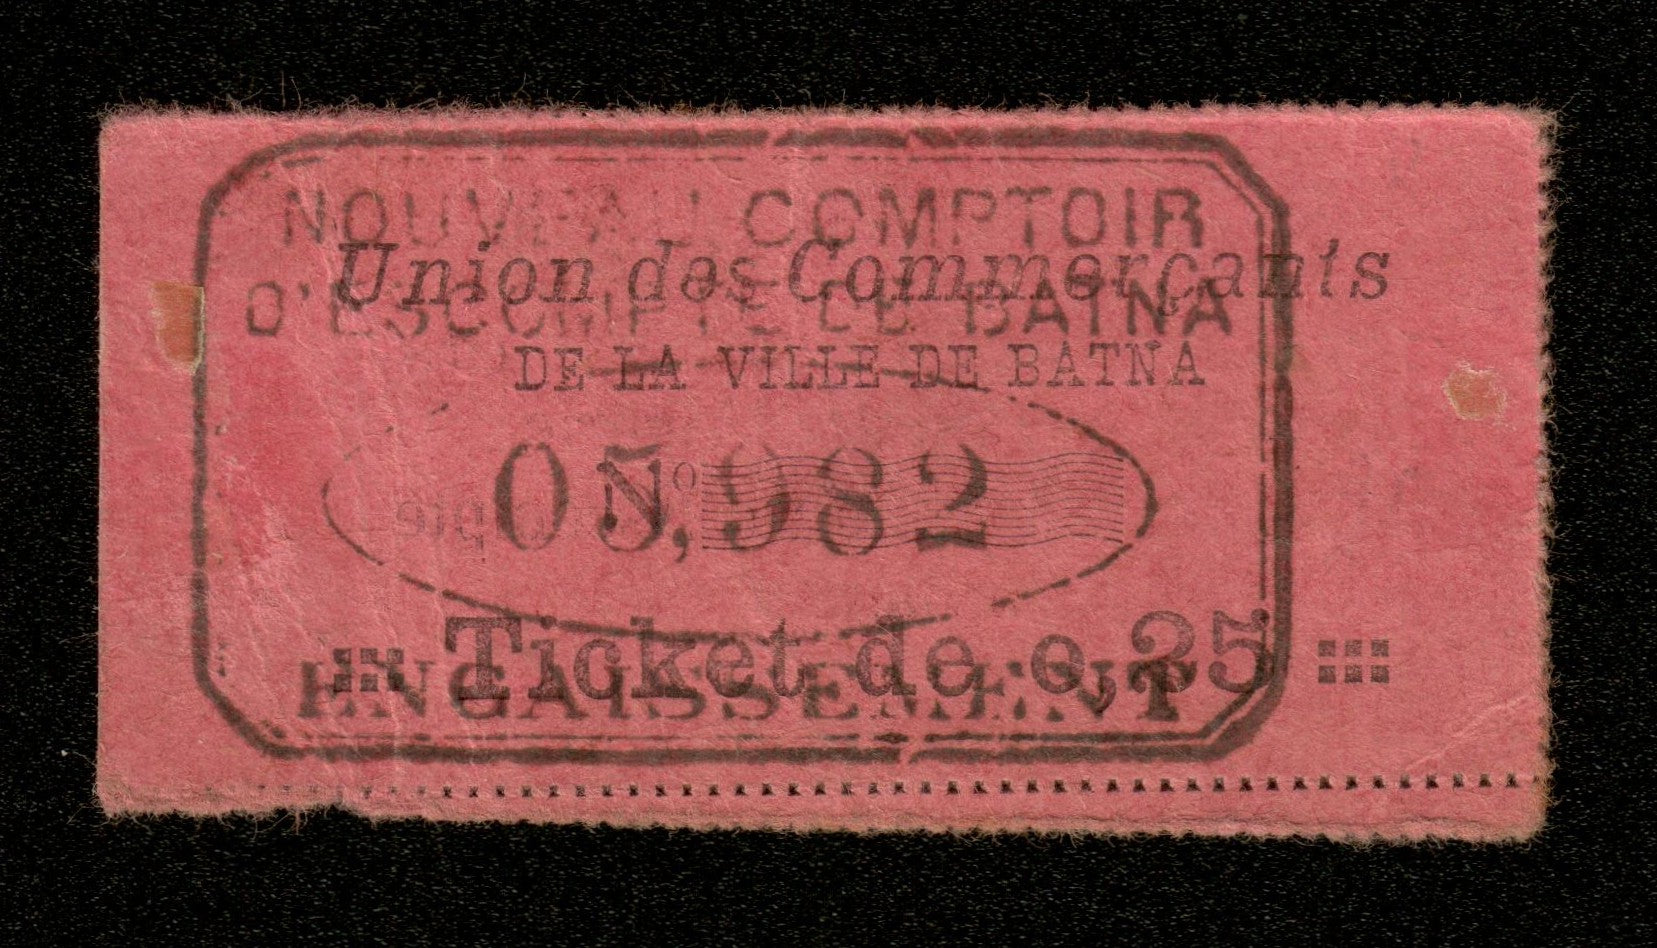 NOUVEAU COMPTOIR
Union des Commerçants
D'ESCOMPTE DE BATNA
DE LA VILLE DE BATNA
Nº
05,982
Ticket de 0,25
ENCAISSEMENT